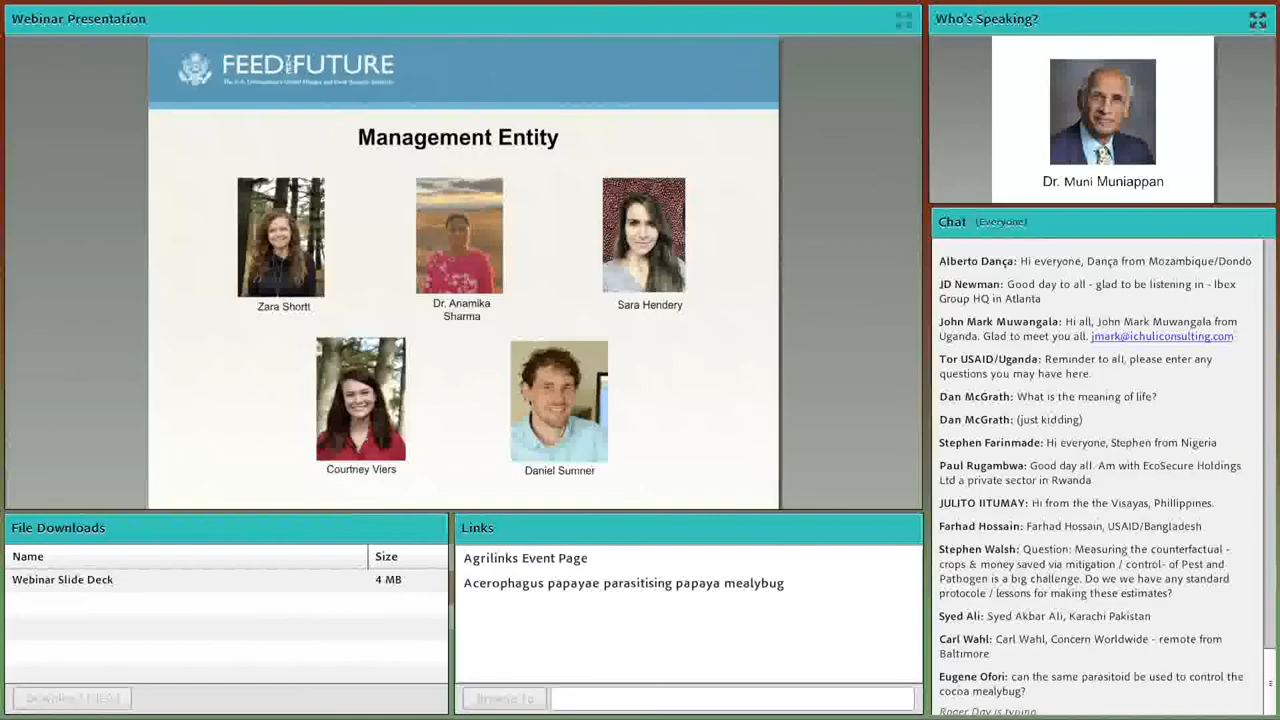 Webinar Presentation
FEED THE FUTURE
The U.S. Government's Global Hunger and Food Security Initiative
Management Entity
Zara Shortt
Dr. Anamika
Sharma
Sara Hendery
Courtney Viers
Daniel Sumner
Who's Speaking?
Dr. Muni Muniappan
Chat (Everyone)
Alberto Dança: Hi everyone, Dança from Mozambique/Dondo
JD Newman: Good day to all - glad to be listening in - Ibex
Group HQ in Atlanta
John Mark Muwangala: Hi all, John Mark Muwangala from
Uganda. Glad to meet you all. jmark@ichuliconsulting.com
Tor USAID/Uganda: Reminder to all, please enter any
questions you may have here.
Dan McGrath: What is the meaning of life?
Dan McGrath: (just kidding)
Stephen Farinmade: Hi everyone, Stephen from Nigeria
Paul Rugambwa: Good day all. Am with EcoSecure Holdings
Ltd a private sector in Rwanda
JULITO IITUMAY: Hi from the the Visayas, Phillippines.
Farhad Hossain: Farhad Hossain, USAID/Bangladesh
Stephen Walsh: Question: Measuring the counterfactual -
crops & money saved via mitigation / control- of Pest and
Pathogen is a big challenge. Do we we have any standard
protocole / lessons for making these estimates?
Syed Ali: Syed Akbar Ali, Karachi Pakistan
Carl Wahl: Carl Wahl, Concern Worldwide - remote from
Baltimore
Eugene Ofori: can the same parasitoid be used to control the
cocoa mealybug?
Roger Day is typing
File Downloads
Name Size
Webinar Slide Deck 4 MB
Links
Agrilinks Event Page
Acerophagus papayae parasitising papaya mealybug
Browse To